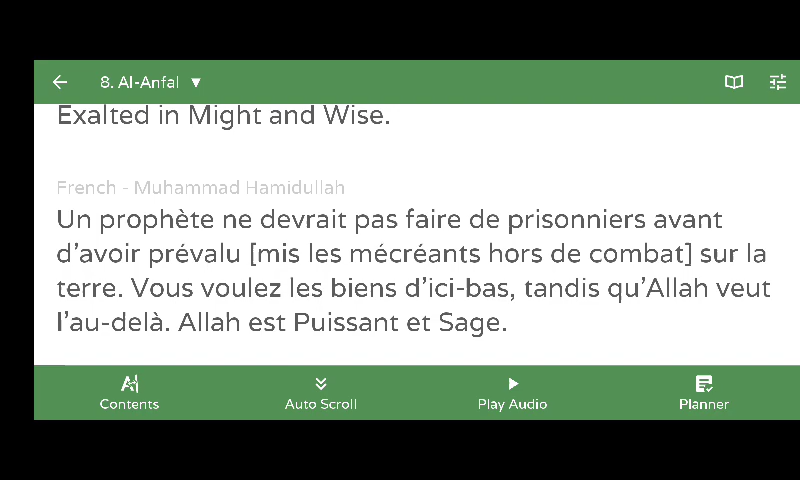 8. Al-Anfal ▼
Exalted in Might and Wise.
French - Muhammad Hamidullah
Un prophète ne devrait pas faire de prisonniers avant
d'avoir prévalu [mis les mécréants hors de combat] sur la
terre. Vous voulez les biens d'ici-bas, tandis qu'Allah veut
l'au-delà. Allah est Puissant et Sage.
Contents Auto Scroll Play Audio Planner